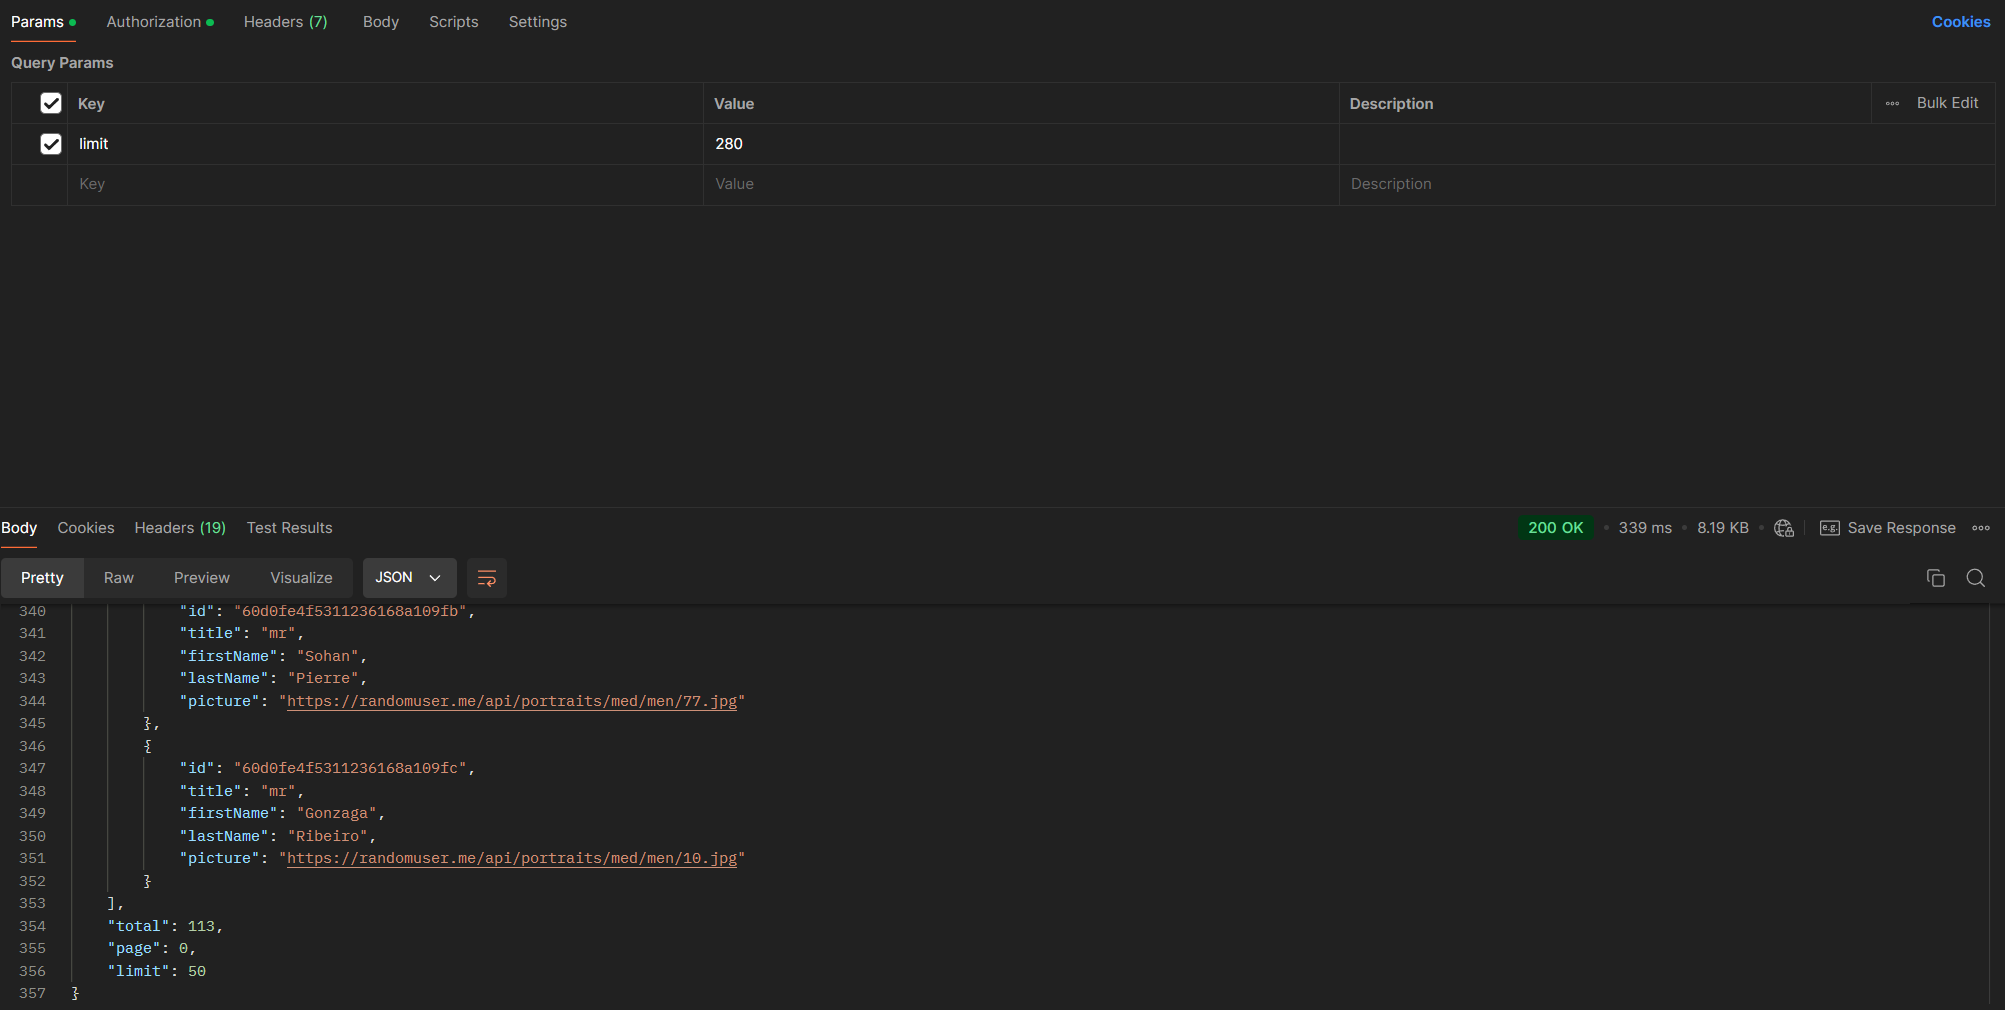 Params Authorization Headers (7) Body Scripts Settings Cookies
Query Params
Key Value Description Bulk Edit
limit 280
Key Value Description
Body Cookies Headers (19) Test Results 200 OK 339 ms 8.19 KB e.g. Save Response
Pretty Raw Preview Visualize JSON
340 "id": "60d0fe4f5311236168a109fb",
341 "title": "mr",
342 "firstName": "Sohan",
343 "lastName": "Pierre",
344 "picture": "https://randomuser.me/api/portraits/med/men/77.jpg"
345 },
346 {
347 "id": "60d0fe4f5311236168a109fc",
348 "title": "mr",
349 "firstName": "Gonzaga",
350 "lastName": "Ribeiro",
351 "picture": "https://randomuser.me/api/portraits/med/men/10.jpg"
352 }
353 ],
354 "total": 113,
355 "page": 0,
356 "limit": 50
357 }